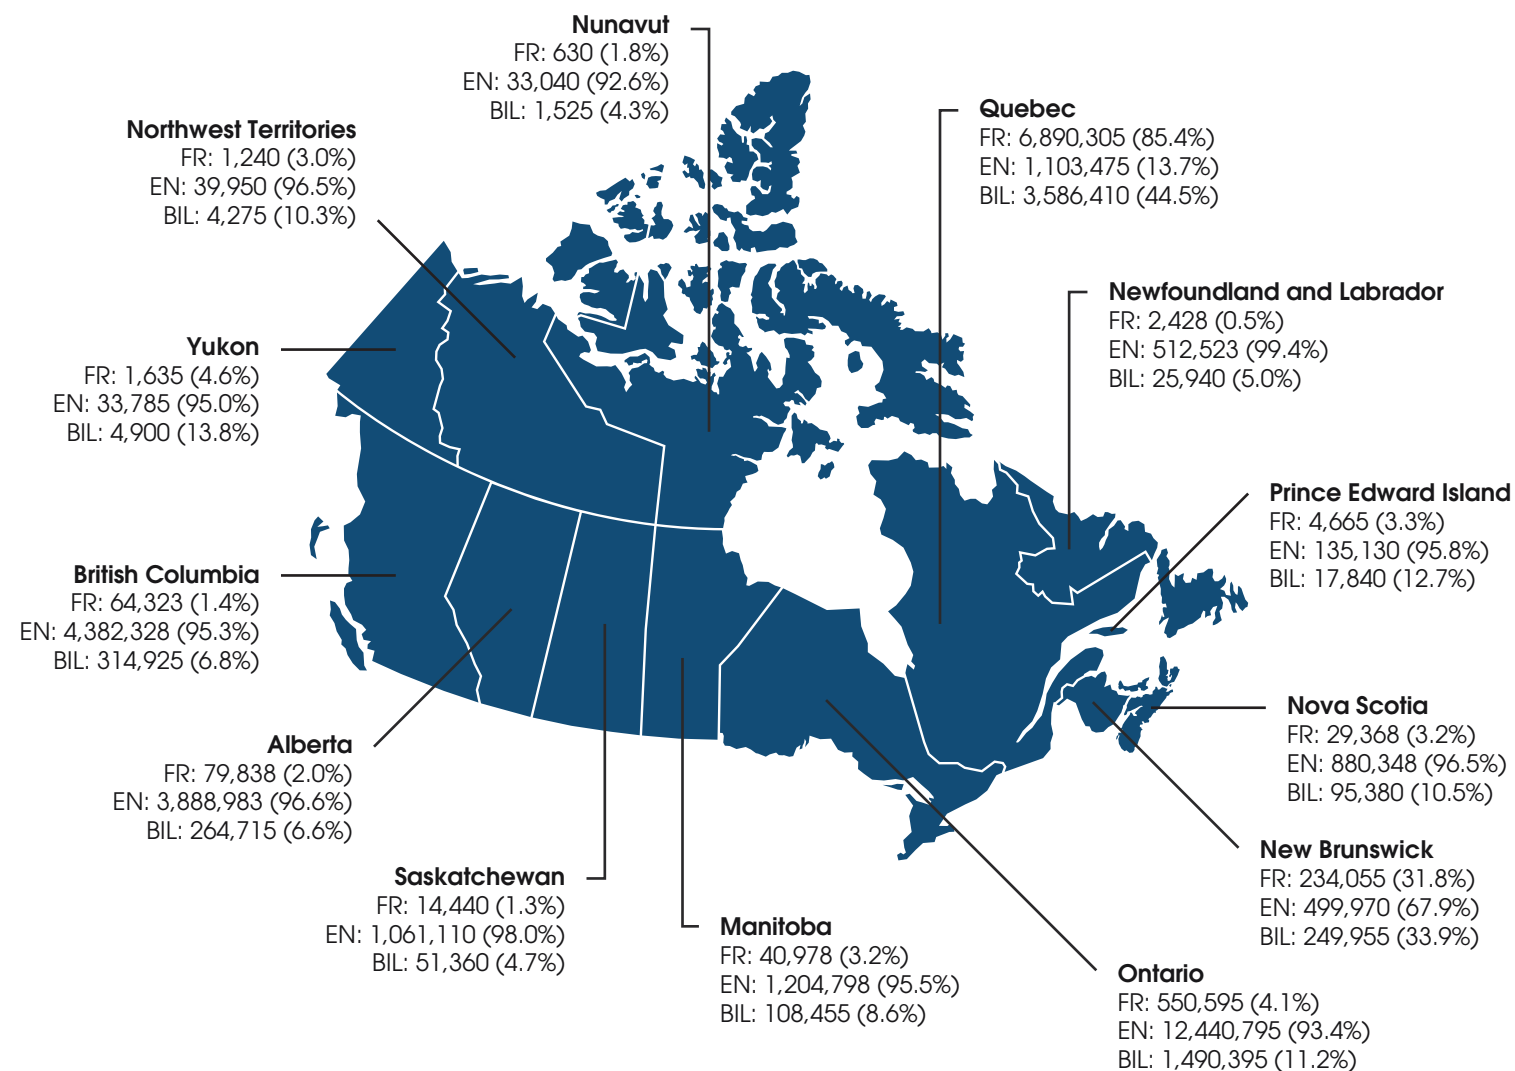 Nunavut
FR: 630 (1.8%)
EN: 33,040 (92.6%)
BIL: 1,525 (4.3%)
Quebec
FR: 6,890,305 (85.4%)
EN: 1,103,475 (13.7%)
BIL: 3,586,410 (44.5%)
Northwest Territories
FR: 1,240 (3.0%)
EN: 39,950 (96.5%)
BIL: 4,275 (10.3%)
Newfoundland and Labrador
FR: 2,428 (0.5%)
EN: 512,523 (99.4%)
BIL: 25,940 (5.0%)
Yukon
FR: 1,635 (4.6%)
EN: 33,785 (95.0%)
BIL: 4,900 (13.8%)
Prince Edward Island
FR: 4,665 (3.3%)
EN: 135,130 (95.8%)
BIL: 17,840 (12.7%)
British Columbia
FR: 64,323 (1.4%)
EN: 4,382,328 (95.3%)
BIL: 314,925 (6.8%)
Nova Scotia
FR: 29,368 (3.2%)
EN: 880,348 (96.5%)
BIL: 95,380 (10.5%)
Alberta
FR: 79,838 (2.0%)
EN: 3,888,983 (96.6%)
BIL: 264,715 (6.6%)
New Brunswick
FR: 234,055 (31.8%)
EN: 499,970 (67.9%)
BIL: 249,955 (33.9%)
Saskatchewan
FR: 14,440 (1.3%)
EN: 1,061,110 (98.0%)
BIL: 51,360 (4.7%)
Manitoba
FR: 40,978 (3.2%)
EN: 1,204,798 (95.5%)
BIL: 108,455 (8.6%)
Ontario
FR: 550,595 (4.1%)
EN: 12,440,795 (93.4%)
BIL: 1,490,395 (11.2%)